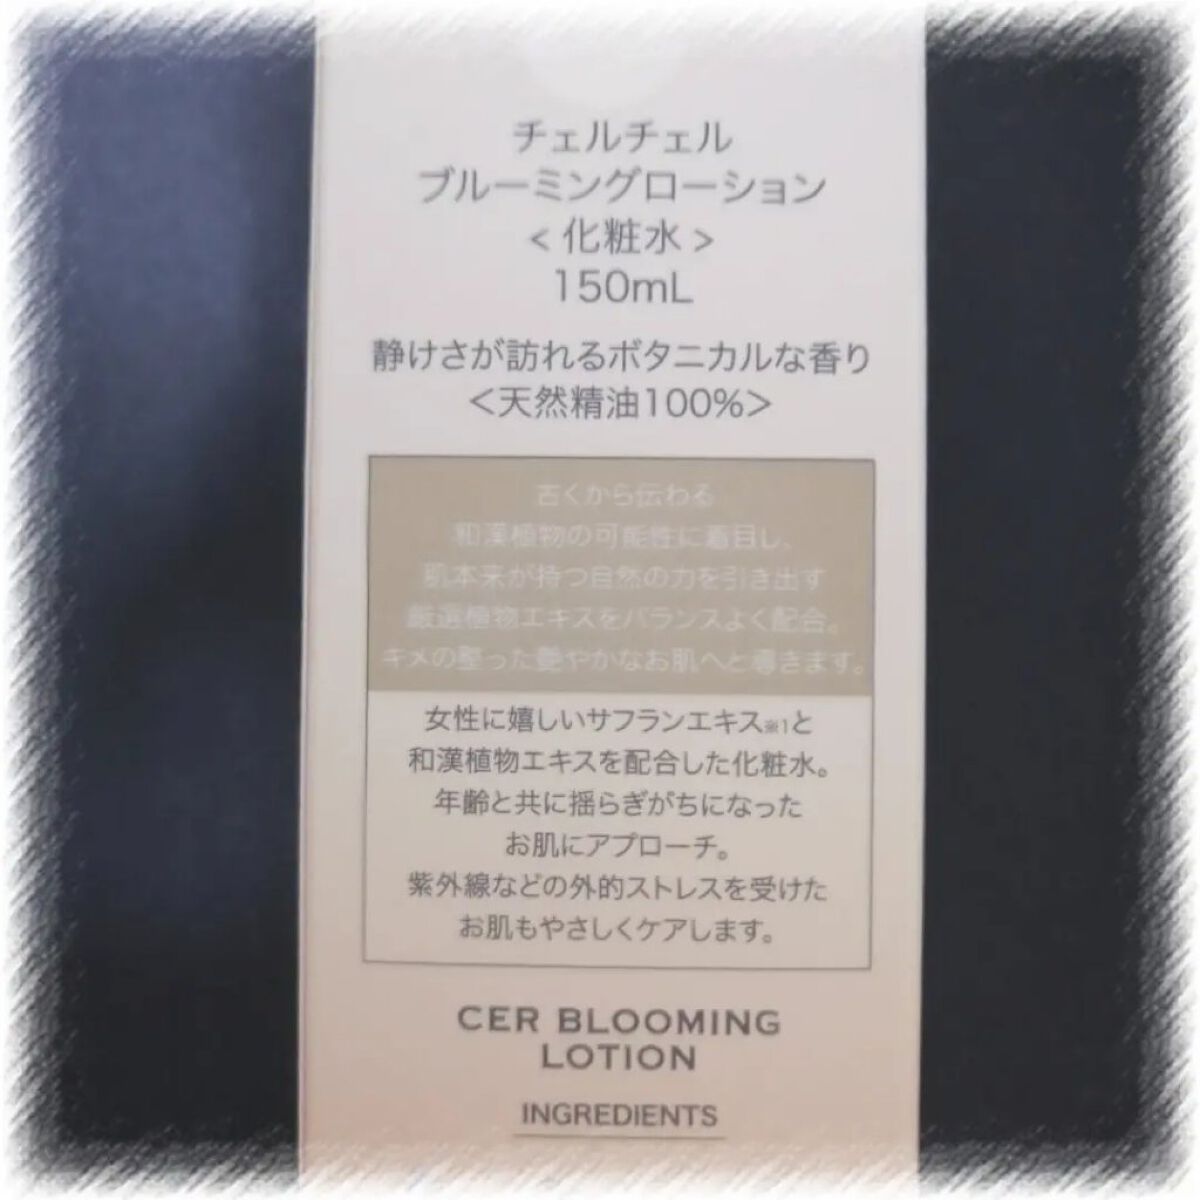 チェルチェル
ブルーミングローション
< 化粧水 >
150mL
静けさが訪れるボタニカルな香り
<天然精油100%>
古くから伝わる
和漢植物の可能性に着目し、
肌本来が持つ自然の力を引き出す
厳選植物エキスをバランスよく配合。
キメの整った艶やかなお肌へと導きます。
女性に嬉しいサフランエキス※1と
和漢植物エキスを配合した化粧水。
年齢と共に揺らぎがちになった
お肌にアプローチ。
紫外線などの外的ストレスを受けた
お肌もやさしくケアします。
CER BLOOMING
LOTION
INGREDIENTS